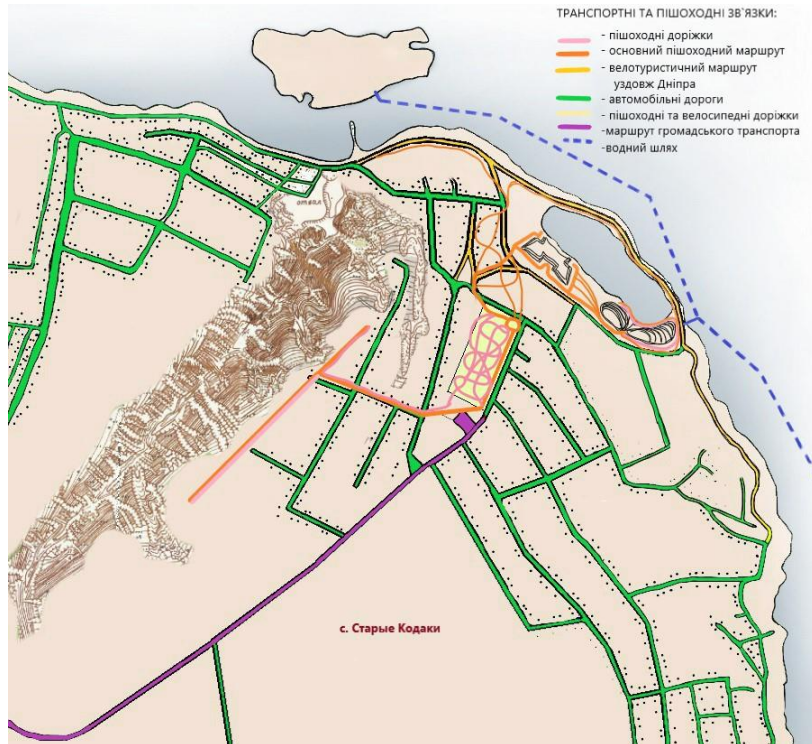 ТРАНСПОРТНІ ТА ПІШОХОДНІ ЗВ`ЯЗКИ:
- пішоходні доріжки
- основний пішоходний маршрут
- велотуристичний маршрут
уздовж Дніпра
- автомобільні дороги
- пішоходні та велосипедні доріжки
-маршрут громадського транспорта
-водний шлях
отвал
с. Старые Кодаки